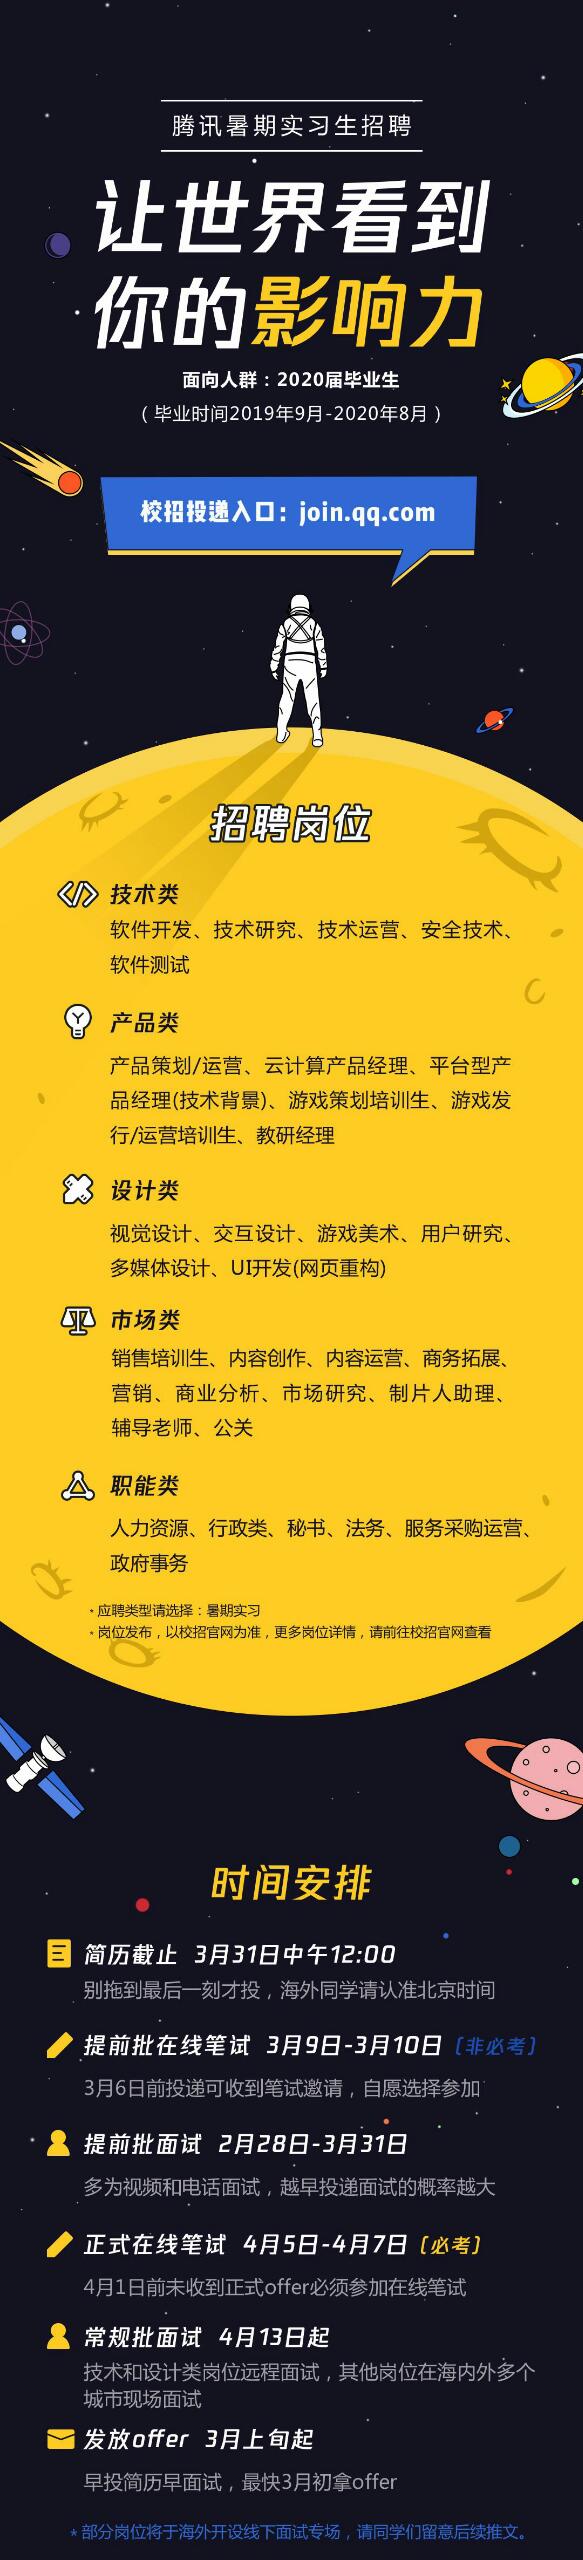 腾讯暑期实习生招聘
让世界看到
你的影响力
面向人群：2020届毕业生
（毕业时间2019年9月-2020年8月）
校招投递入口：join.qq.com
招聘岗位
技术类
软件开发、技术研究、技术运营、安全技术、
软件测试
产品类
产品策划/运营、云计算产品经理、平台型产
品经理(技术背景)、游戏策划培训生、游戏发
行/运营培训生、教研经理
设计类
视觉设计、交互设计、游戏美术、用户研究、
多媒体设计、UI开发(网页重构)
市场类
销售培训生、内容创作、内容运营、商务拓展、
营销、商业分析、市场研究、制片人助理、
辅导老师、公关
职能类
人力资源、行政类、秘书、法务、服务采购运营、
政府事务
* 应聘类型请选择：暑期实习
* 岗位发布，以校招官网为准，更多岗位详情，请前往校招官网查看
时间安排
简历截止 3月31日中午12:00
别拖到最后一刻才投，海外同学请认准北京时间
提前批在线笔试 3月9日-3月10日〔非必考〕
3月6日前投递可收到笔试邀请，自愿选择参加
提前批面试 2月28日-3月31日
多为视频和电话面试，越早投递面试的概率越大
正式在线笔试 4月5日-4月7日〔必考〕
4月1日前未收到正式offer必须参加在线笔试
常规批面试 4月13日起
技术和设计类岗位远程面试，其他岗位在海内外多个
城市现场面试
发放offer 3月上旬起
早投简历早面试，最快3月初拿offer
* 部分岗位将于海外开设线下面试专场，请同学们留意后续推文。